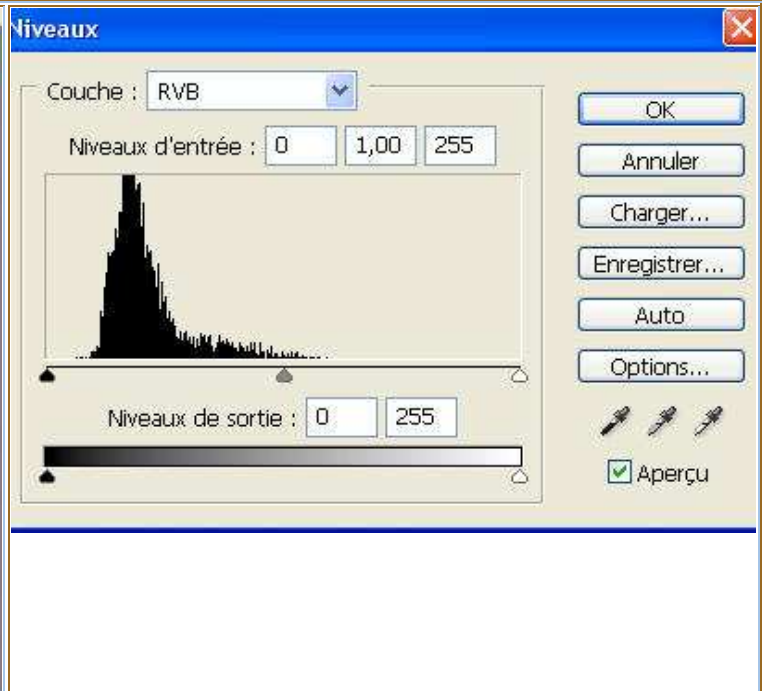 Niveaux
Couche : RVB
Niveaux d'entrée : 0 1,00 255
Niveaux de sortie : 0 255
OK
Annuler
Charger...
Enregistrer...
Auto
Options...
Aperçu